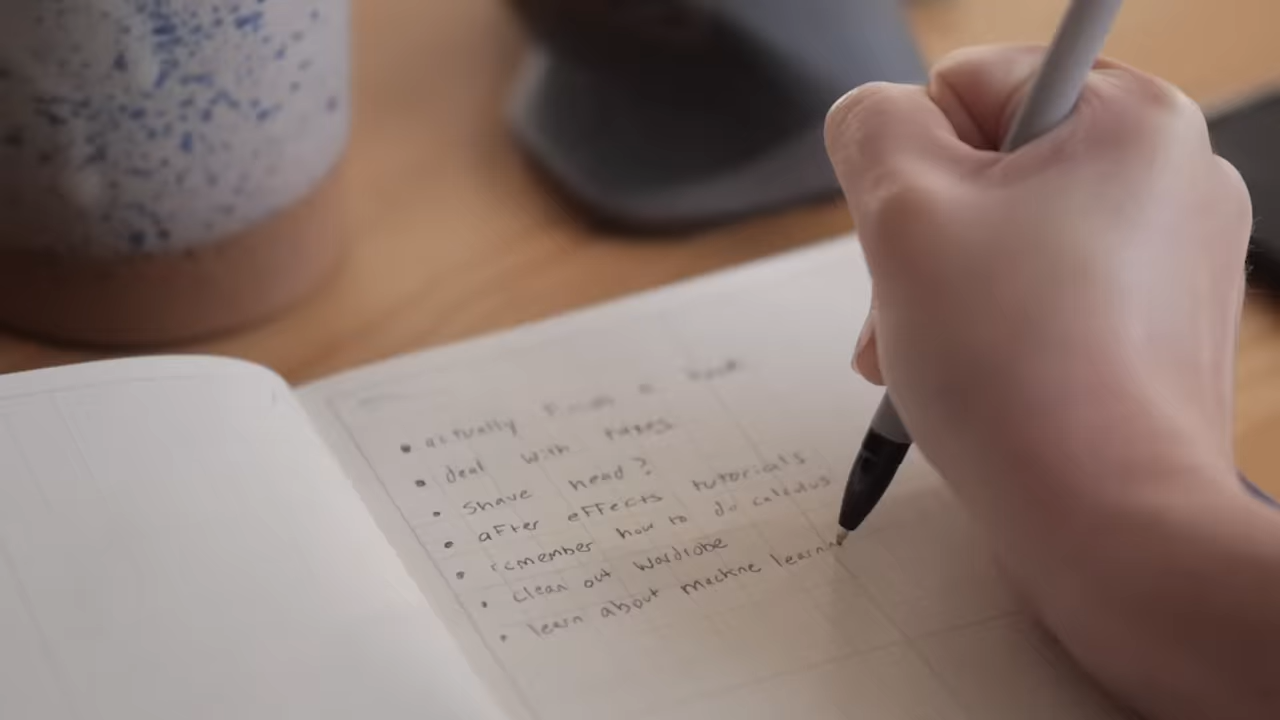 • actually finish a book
• deal with taxes
• shave head?
• after effects tutorials
• remember how to do calculus
• clean out wardrobe
• learn about machine learnin